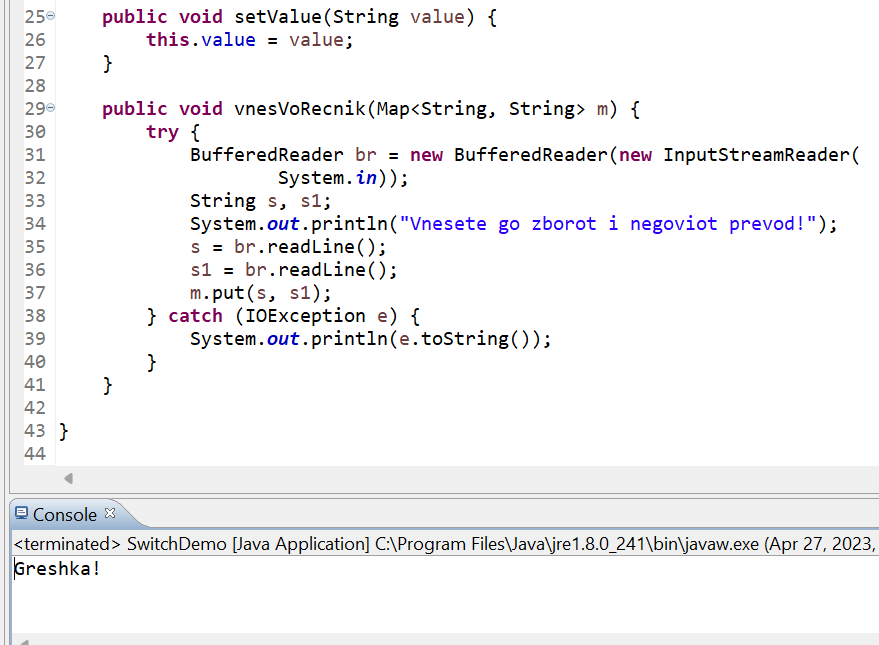 25 public void setValue(String value) {
26 this.value = value;
27 }
28
29 public void vnesVoRecnik(Map<String, String> m) {
30 try {
31 BufferedReader br = new BufferedReader(new InputStreamReader(
32 System.in));
33 String s, s1;
34 System.out.println("Vnesete go zborot i negoviot prevod!");
35 s = br.readLine();
36 s1 = br.readLine();
37 m.put(s, s1);
38 } catch (IOException e) {
39 System.out.println(e.toString());
40 }
41 }
42
43 }
44
Console
<terminated> SwitchDemo [Java Application] C:\Program Files\Java\jre1.8.0_241\bin\javaw.exe (Apr 27, 2023,
Greshka!